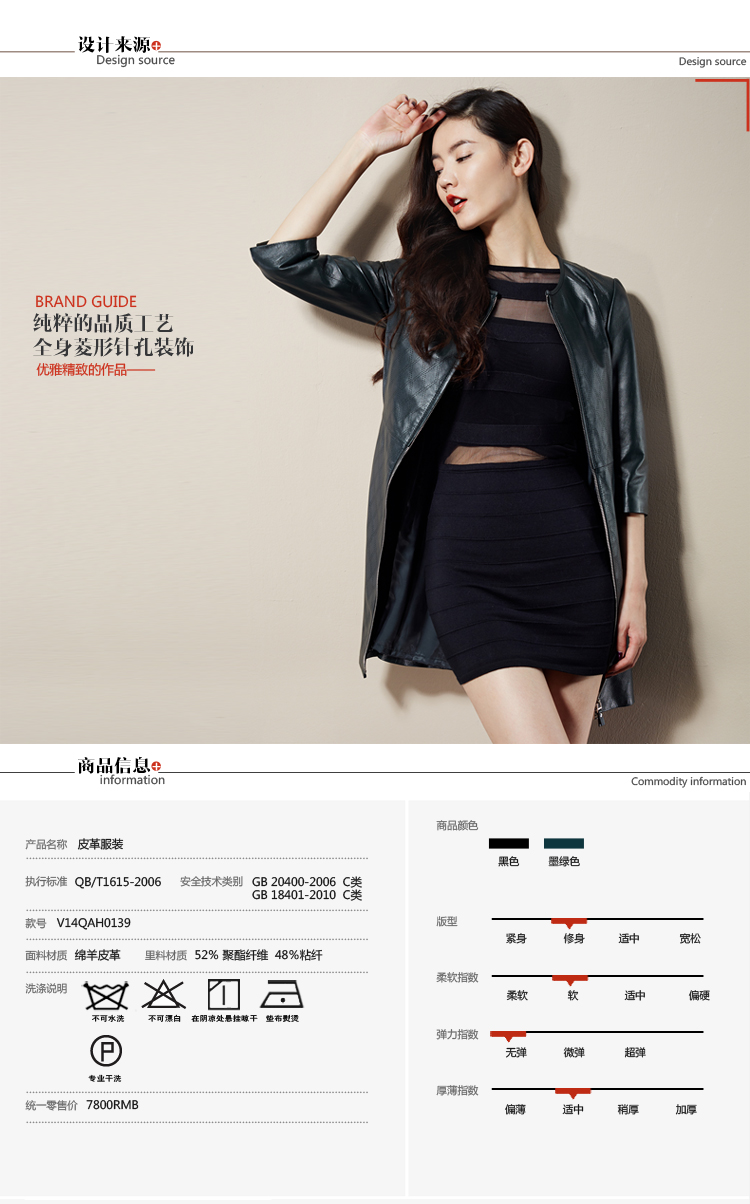 设计来源
Design source
Design source
BRAND GUIDE
纯粹的品质工艺
全身菱形针孔装饰
优雅精致的作品——
商品信息
information
Commodity information
产品名称 皮革服装
执行标准 QB/T1615-2006 安全技术类别 GB 20400-2006 C类
GB 18401-2010 C类
款号 V14QAH0139
面料材质 绵羊皮革 里料材质 52% 聚酯纤维 48%粘纤
洗涤说明
不可水洗 不可漂白 在阴凉处悬挂晾干 垫布熨烫
P
专业干洗
统一零售价 7800RMB
商品颜色
黑色 墨绿色
版型
紧身 修身 适中 宽松
柔软指数
柔软 软 适中 偏硬
弹力指数
无弹 微弹 超弹
厚薄指数
偏薄 适中 稍厚 加厚